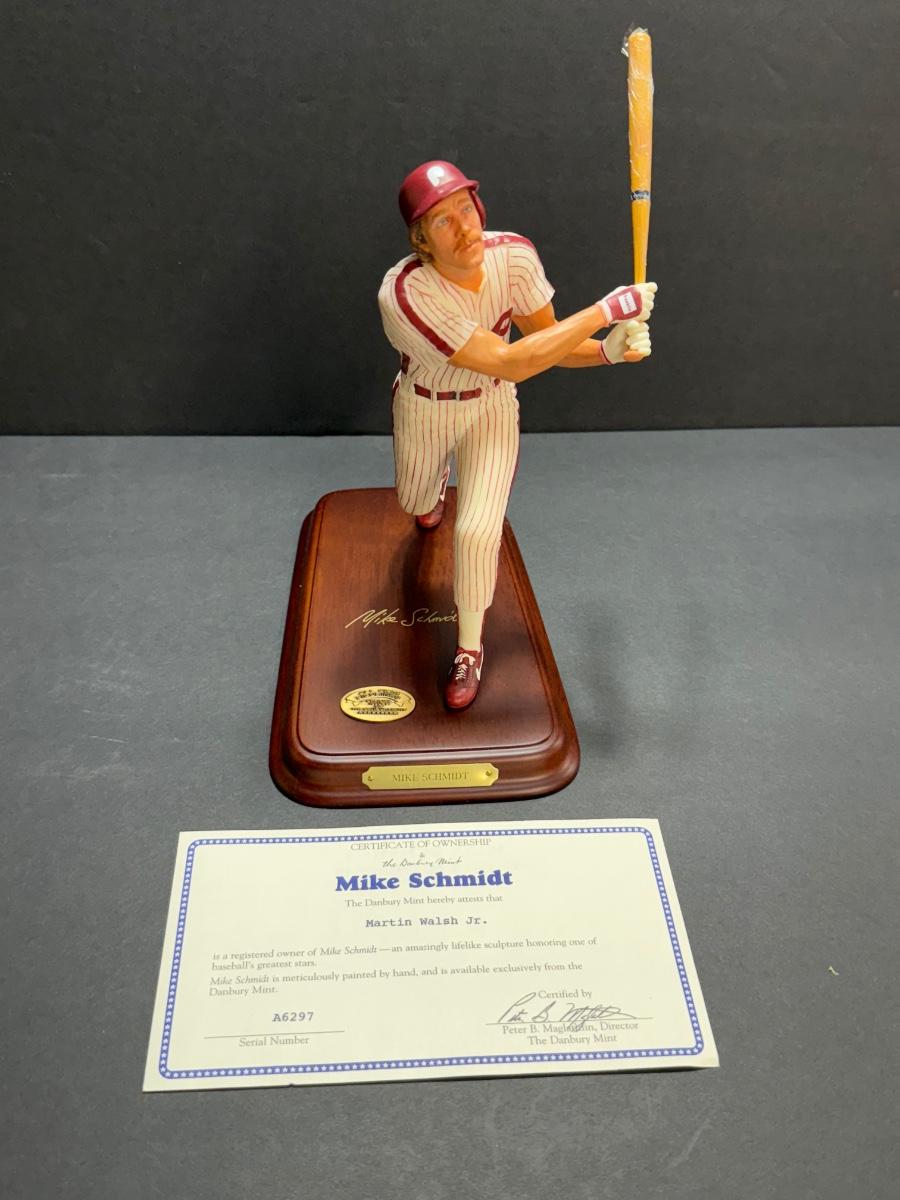 P
Mike Schmidt
MIKE SCHMIDT
CERTIFICATE OF OWNERSHIP
&
the Danbury Mint
Mike Schmidt
The Danbury Mint hereby attests that
Martin Walsh Jr.
is a registered owner of Mike Schmidt—an amazingly lifelike sculpture honoring one of
baseball's greatest stars.
Mike Schmidt is meticulously painted by hand, and is available exclusively from the
Danbury Mint.
Certified by
A6297
Serial Number
Peter B. Maglathlin, Director
The Danbury Mint